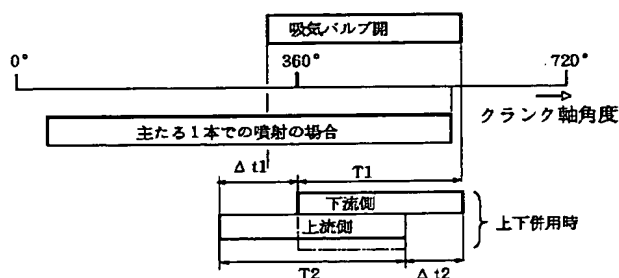 吸気バルブ開
0° 360° 720°
クランク軸角度
主たる1本での噴射の場合
Δt1 T1
下流側
上流側
上下併用時
T2 Δt2